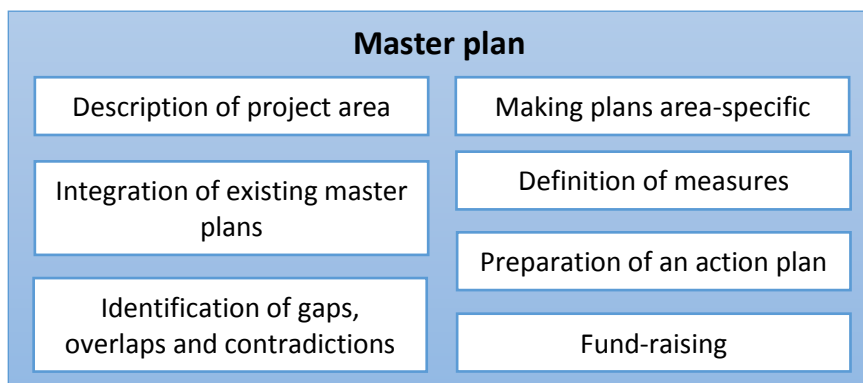 Master plan
Description of project area
Integration of existing master
plans
Identification of gaps,
overlaps and contradictions
Making plans area-specific
Definition of measures
Preparation of an action plan
Fund-raising